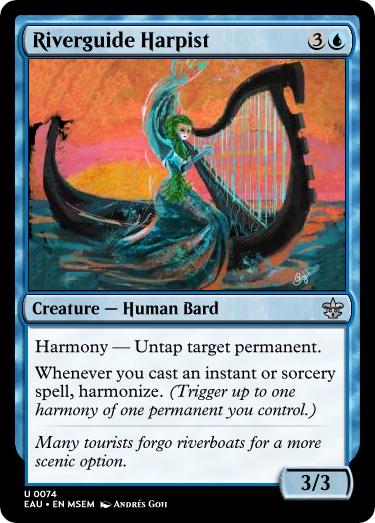 Riverguide Harpist 3
Creature — Human Bard
Harmony — Untap target permanent.
Whenever you cast an instant or sorcery
spell, harmonize. (Trigger up to one
harmony of one permanent you control.)
Many tourists forgo riverboats for a more
scenic option.
3/3
U 0074
EAU • EN MSEM Andrés Goñi